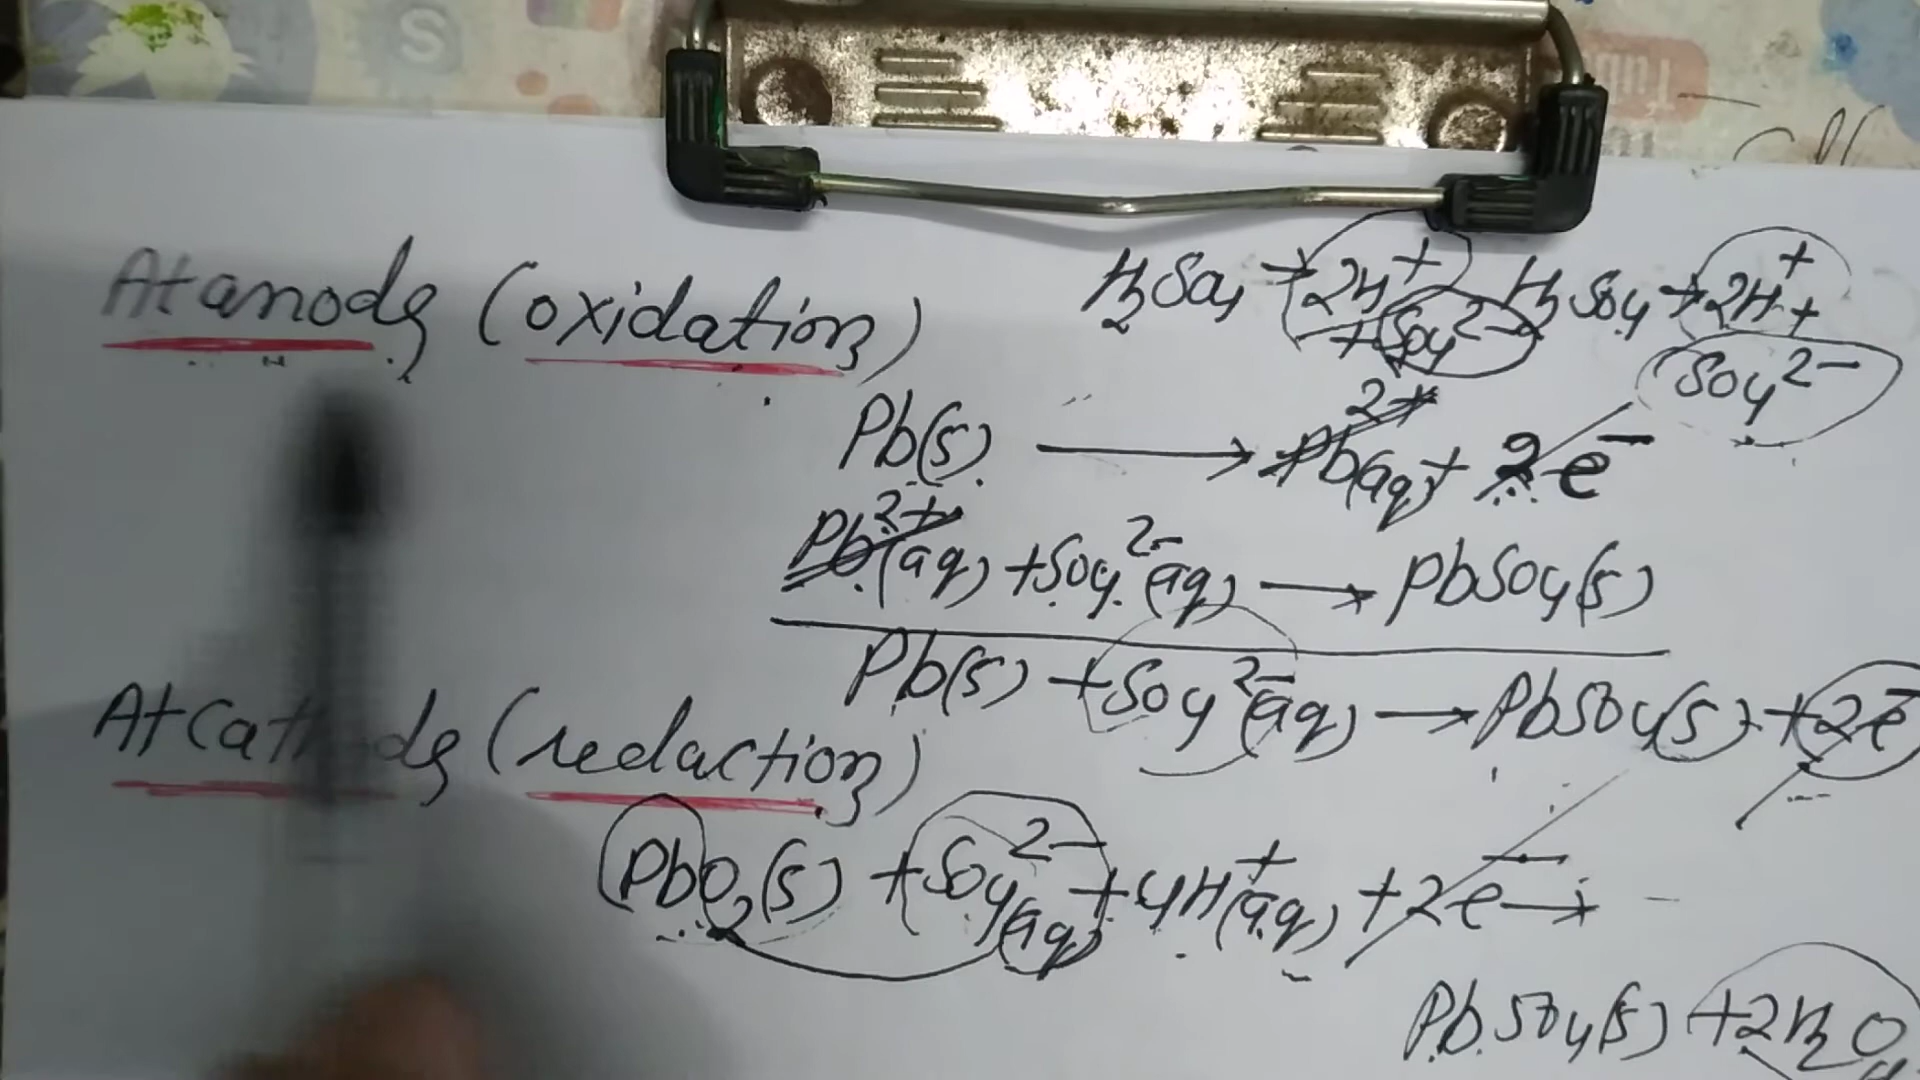 At anode (oxidation)
H2SO4 → 2H+ + SO4 2-
H2SO4 → 2H+ + SO4 2-
Pb(s) → Pb2+(aq) + 2e-
Pb2+(aq) + SO4 2-(aq) → PbSO4(s)
Pb(s) + SO4 2-(aq) → PbSO4(s) + 2e-
At Cathode (reduction)
PbO2(s) + SO4 2-(aq) + 4H+(aq) + 2e- →
PbSO4(s) + 2H2O